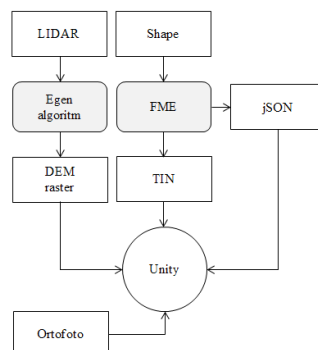 LIDAR
Shape
Egen
algoritm
FME
jSON
DEM
raster
TIN
Unity
Ortofoto